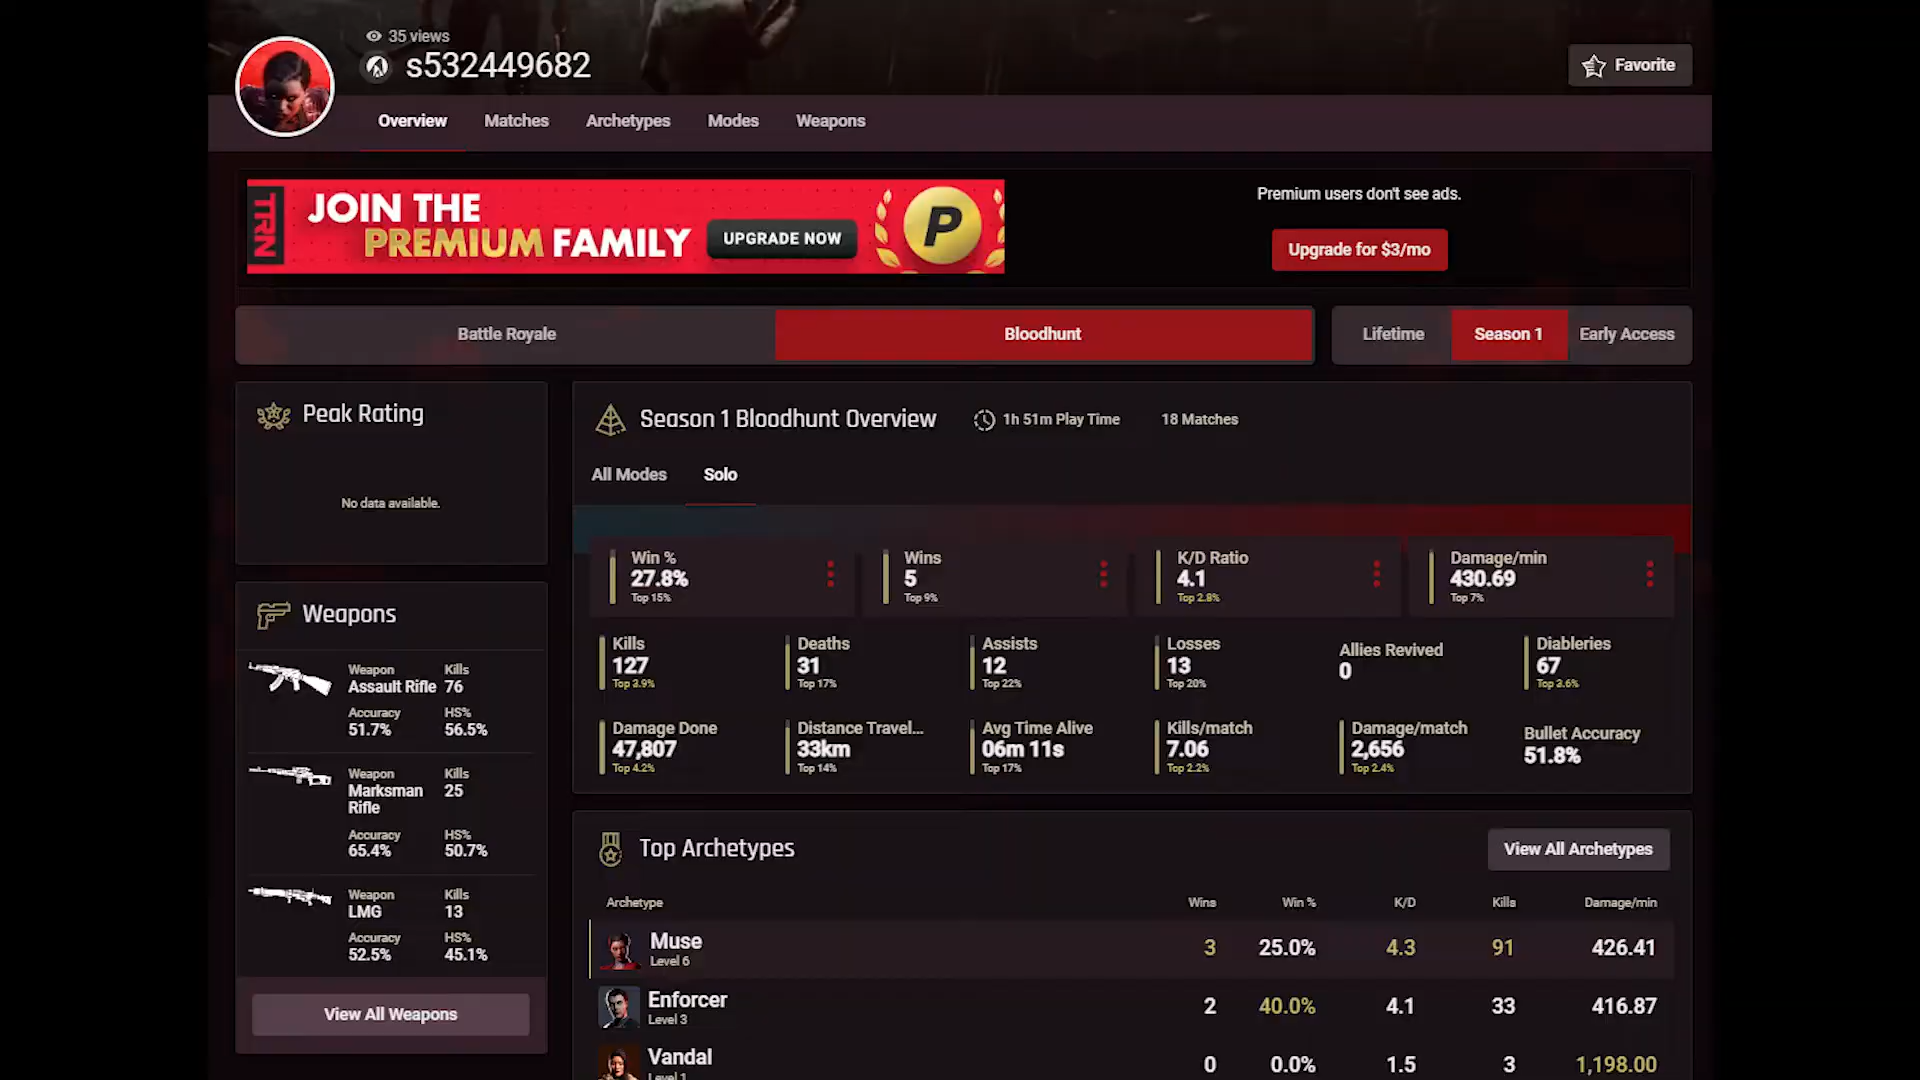 35 views
s532449682
Favorite
Overview Matches Archetypes Modes Weapons
TRN
JOIN THE
PREMIUM FAMILY
UPGRADE NOW
P
Premium users don't see ads.
Upgrade for $3/mo
Battle Royale Bloodhunt
Lifetime Season 1 Early Access
Peak Rating
No data available.
Weapons
Weapon Kills
Assault Rifle 76
Accuracy HS%
51.7% 56.5%
Weapon Kills
Marksman 25
Rifle
Accuracy HS%
65.4% 50.7%
Weapon Kills
LMG 13
Accuracy HS%
52.5% 45.1%
View All Weapons
Season 1 Bloodhunt Overview 1h 51m Play Time 18 Matches
All Modes Solo
Win % Wins K/D Ratio Damage/min
27.8% 5 4.1 430.69
Top 15% Top 9% Top 2.8% Top 7%
Kills Deaths Assists Losses Allies Revived Diableries
127 31 12 13 0 67
Top 3.9% Top 17% Top 22% Top 20% Top 3.6%
Damage Done Distance Travel... Avg Time Alive Kills/match Damage/match Bullet Accuracy
47,807 33km 06m 11s 7.06 2,656 51.8%
Top 4.2% Top 14% Top 17% Top 2.2% Top 2.4%
Top Archetypes View All Archetypes
Archetype Wins Win % K/D Kills Damage/min
Muse 3 25.0% 4.3 91 426.41
Level 6
Enforcer 2 40.0% 4.1 33 416.87
Level 3
Vandal 0 0.0% 1.5 3 1,198.00
Level 1